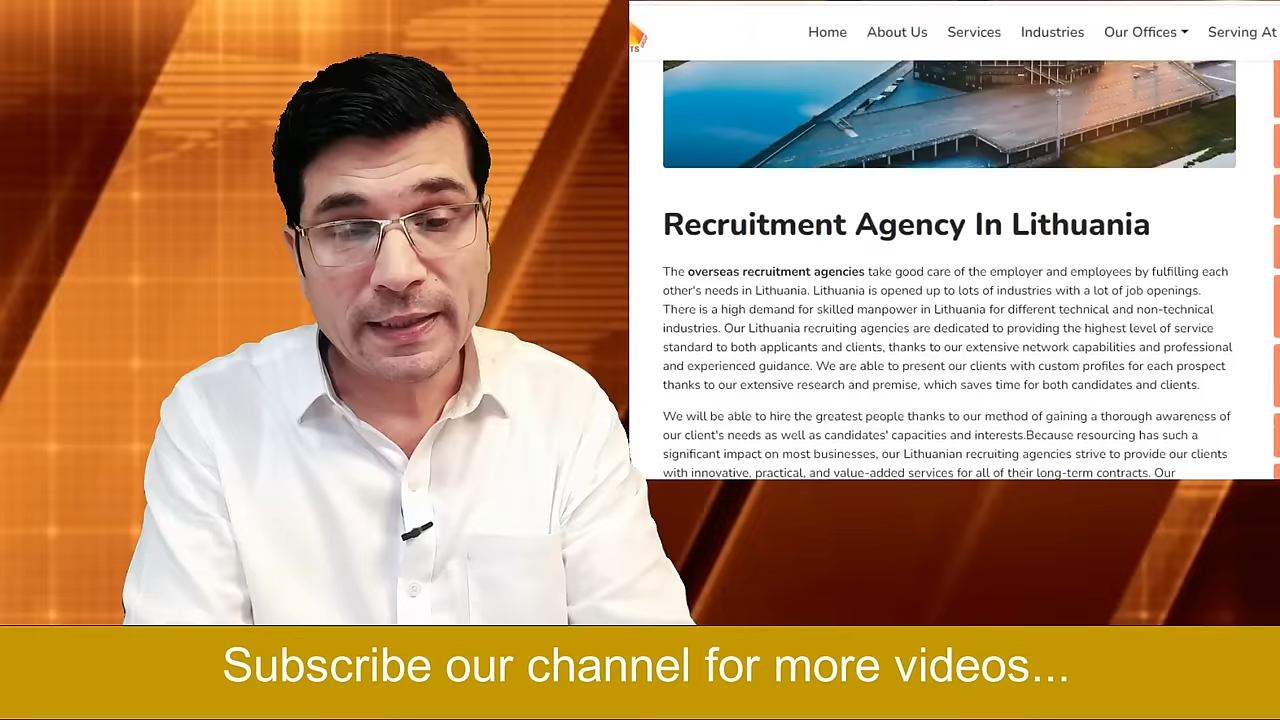 Home About Us Services Industries Our Offices Serving At
TS
Recruitment Agency In Lithuania
The overseas recruitment agencies take good care of the employer and employees by fulfilling each
other's needs in Lithuania. Lithuania is opened up to lots of industries with a lot of job openings.
There is a high demand for skilled manpower in Lithuania for different technical and non-technical
industries. Our Lithuania recruiting agencies are dedicated to providing the highest level of service
standard to both applicants and clients, thanks to our extensive network capabilities and professional
and experienced guidance. We are able to present our clients with custom profiles for each prospect
thanks to our extensive research and premise, which saves time for both candidates and clients.
We will be able to hire the greatest people thanks to our method of gaining a thorough awareness of
our client's needs as well as candidates' capacities and interests.Because resourcing has such a
significant impact on most businesses, our Lithuanian recruiting agencies strive to provide our clients
with innovative, practical, and value-added services for all of their long-term contracts. Our
Subscribe our channel for more videos...